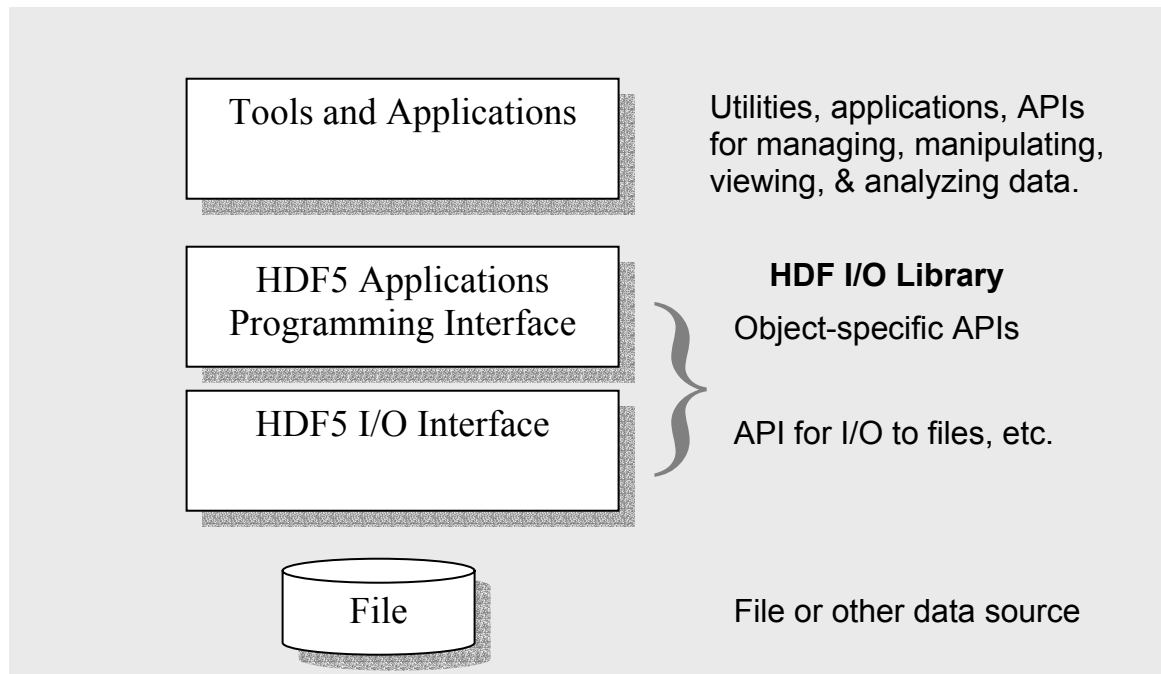 Tools and Applications
Utilities, applications, APIs
for managing, manipulating,
viewing, & analyzing data.
HDF5 Applications
Programming Interface
HDF I/O Library
Object-specific APIs
HDF5 I/O Interface
API for I/O to files, etc.
File
File or other data source